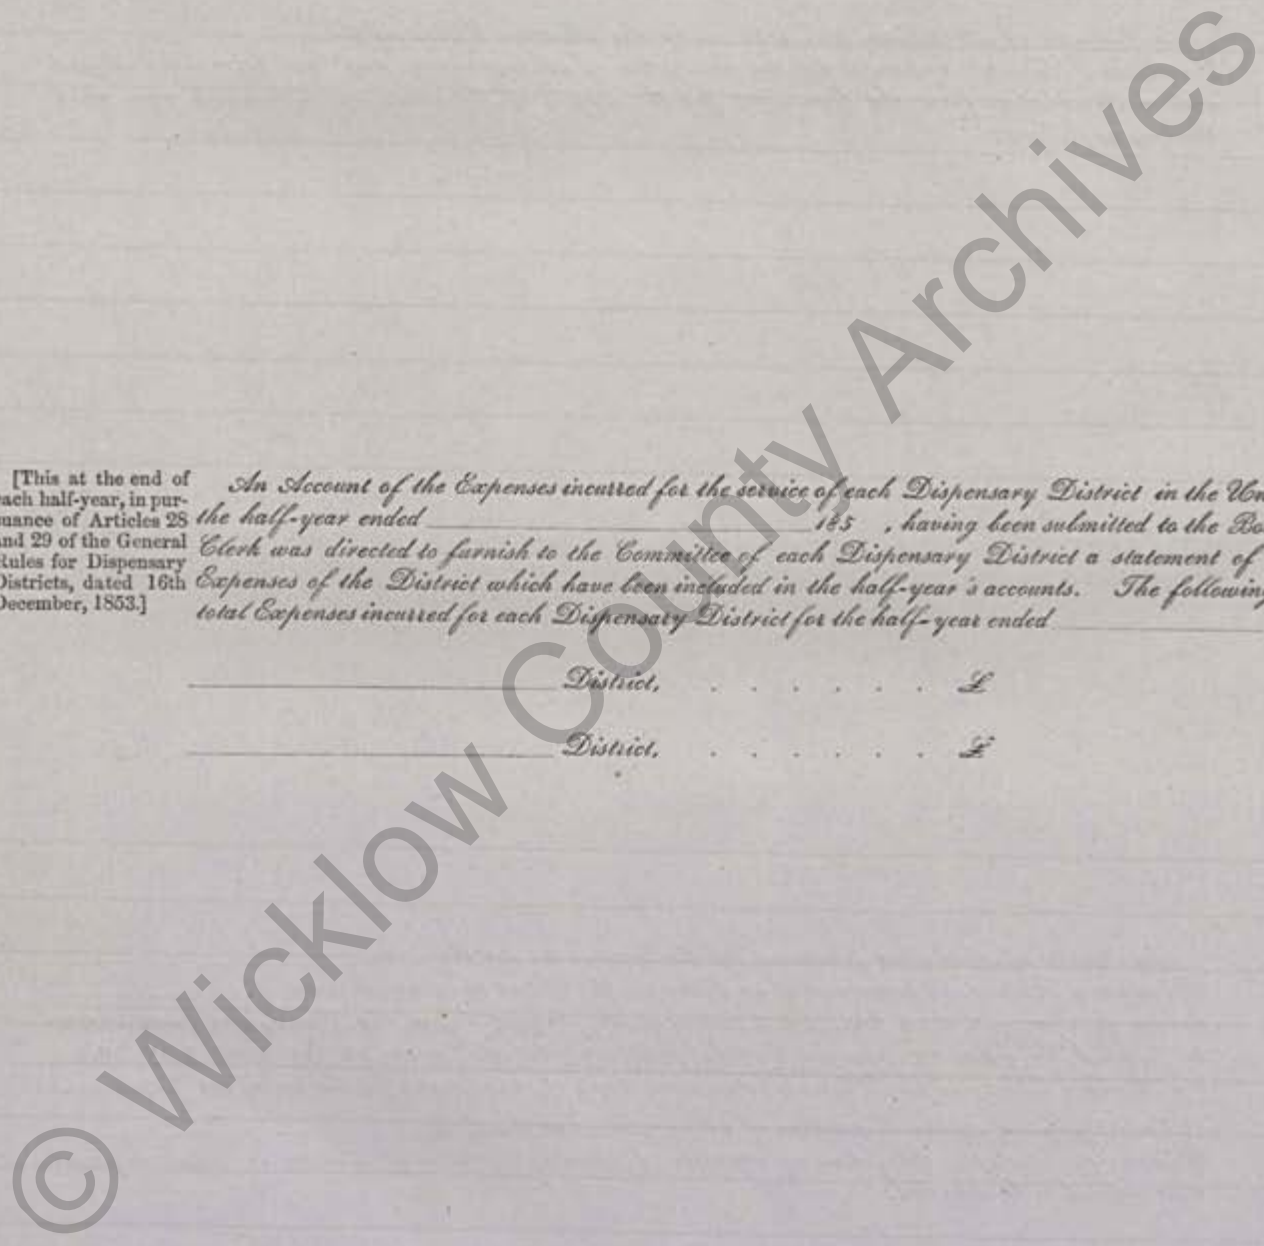 [This at the end of
each half-year, in pur-
suance of Articles 28
and 29 of the General
Rules for Dispensary
Districts, dated 16th
December, 1853.]
An Account of the Expenses incurred for the service of each Dispensary District in the Un
the half-year ended 185 , having been submitted to the Bo
Clerk was directed to furnish to the Committee of each Dispensary District a statement of
Expenses of the District which have been included in the half-year's accounts. The following
total Expenses incurred for each Dispensary District for the half-year ended
District, . . . . . . £
District, . . . . . . £
© Wicklow County Archives